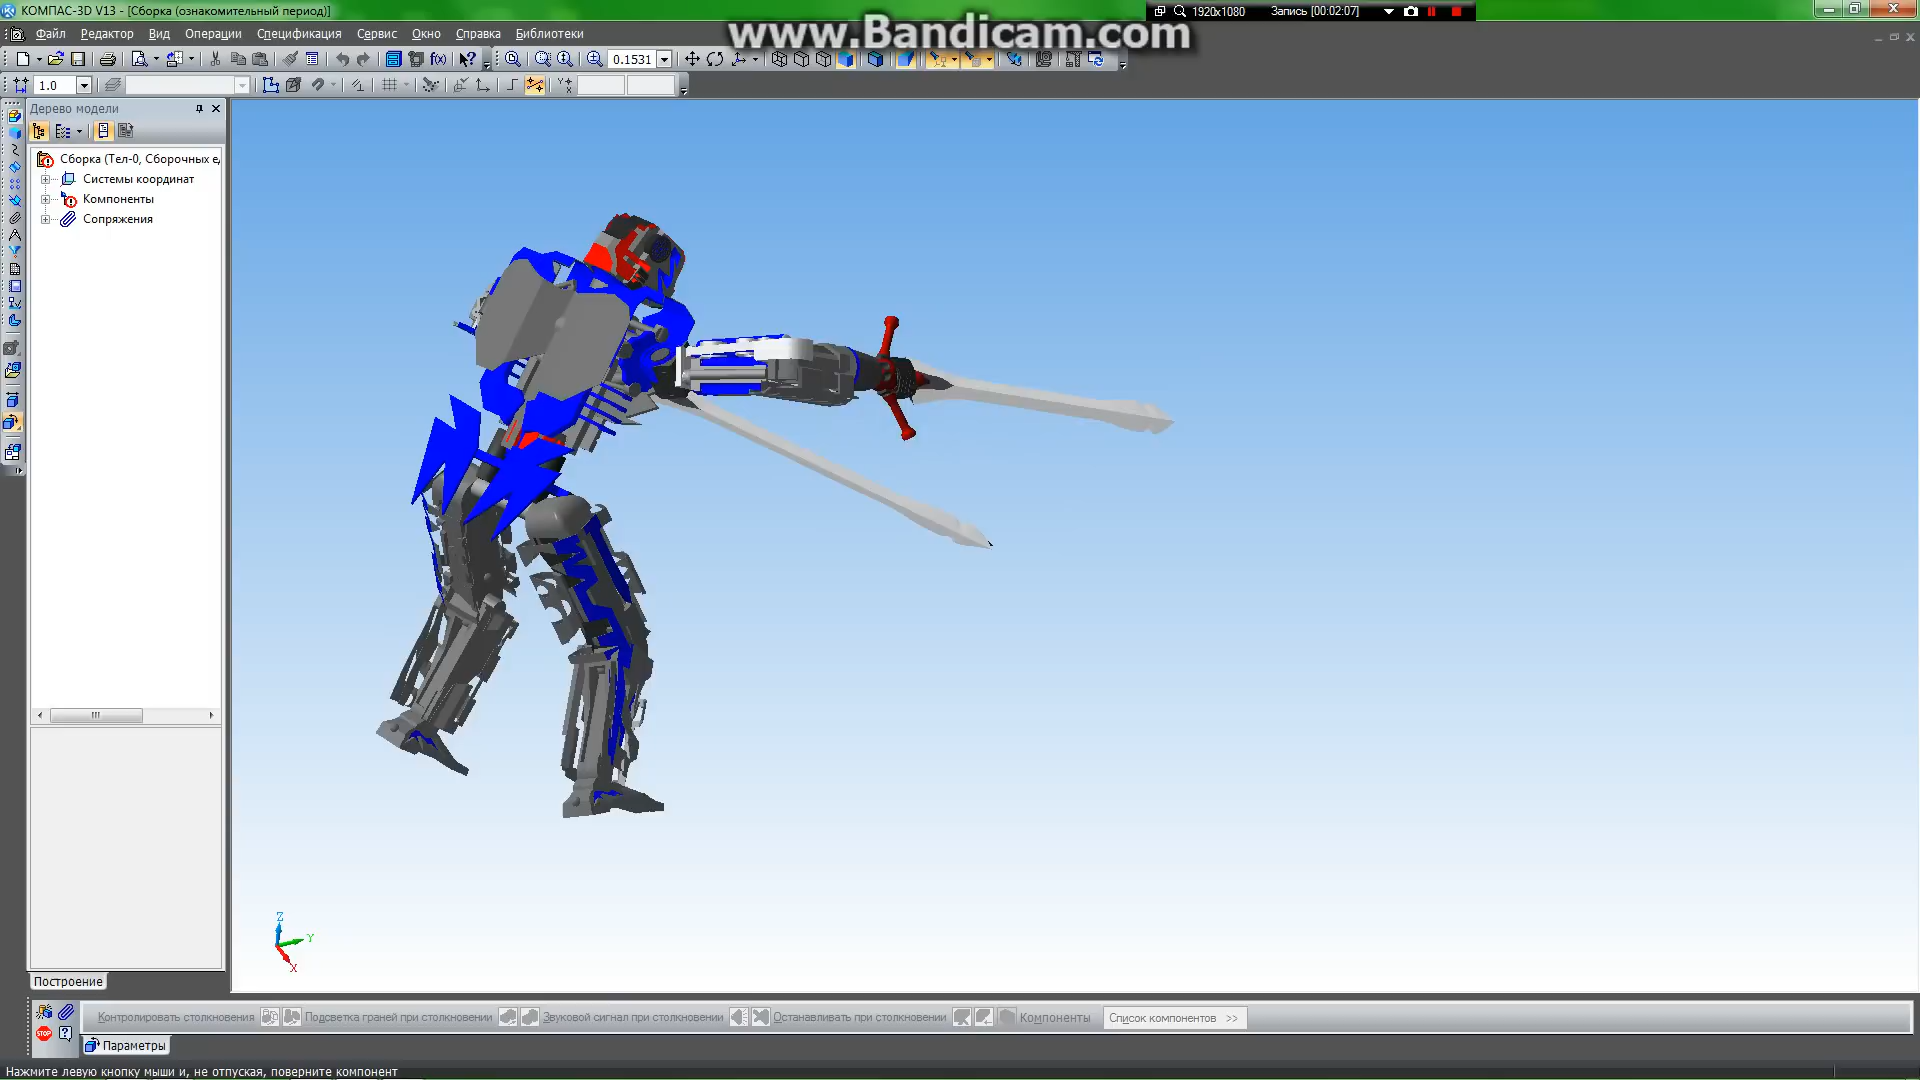 КОМПАС-3D V13 - [Сборка (ознакомительный период)]
1920x1080 Запись [00:02:07]
www.Bandicam.com
Файл Редактор Вид Операции Спецификация Сервис Окно Справка Библиотеки
f(x) 0.1531
1.0
Дерево модели
Сборка (Тел-0, Сборочных е
Системы координат
Компоненты
Сопряжения
Z
Y
X
Построение
Контролировать столкновения Подсветка граней при столкновении Звуковой сигнал при столкновении Останавливать при столкновении Компоненты Список компонентов >>
STOP
Параметры
Нажмите левую кнопку мыши и, не отпуская, поверните компонент